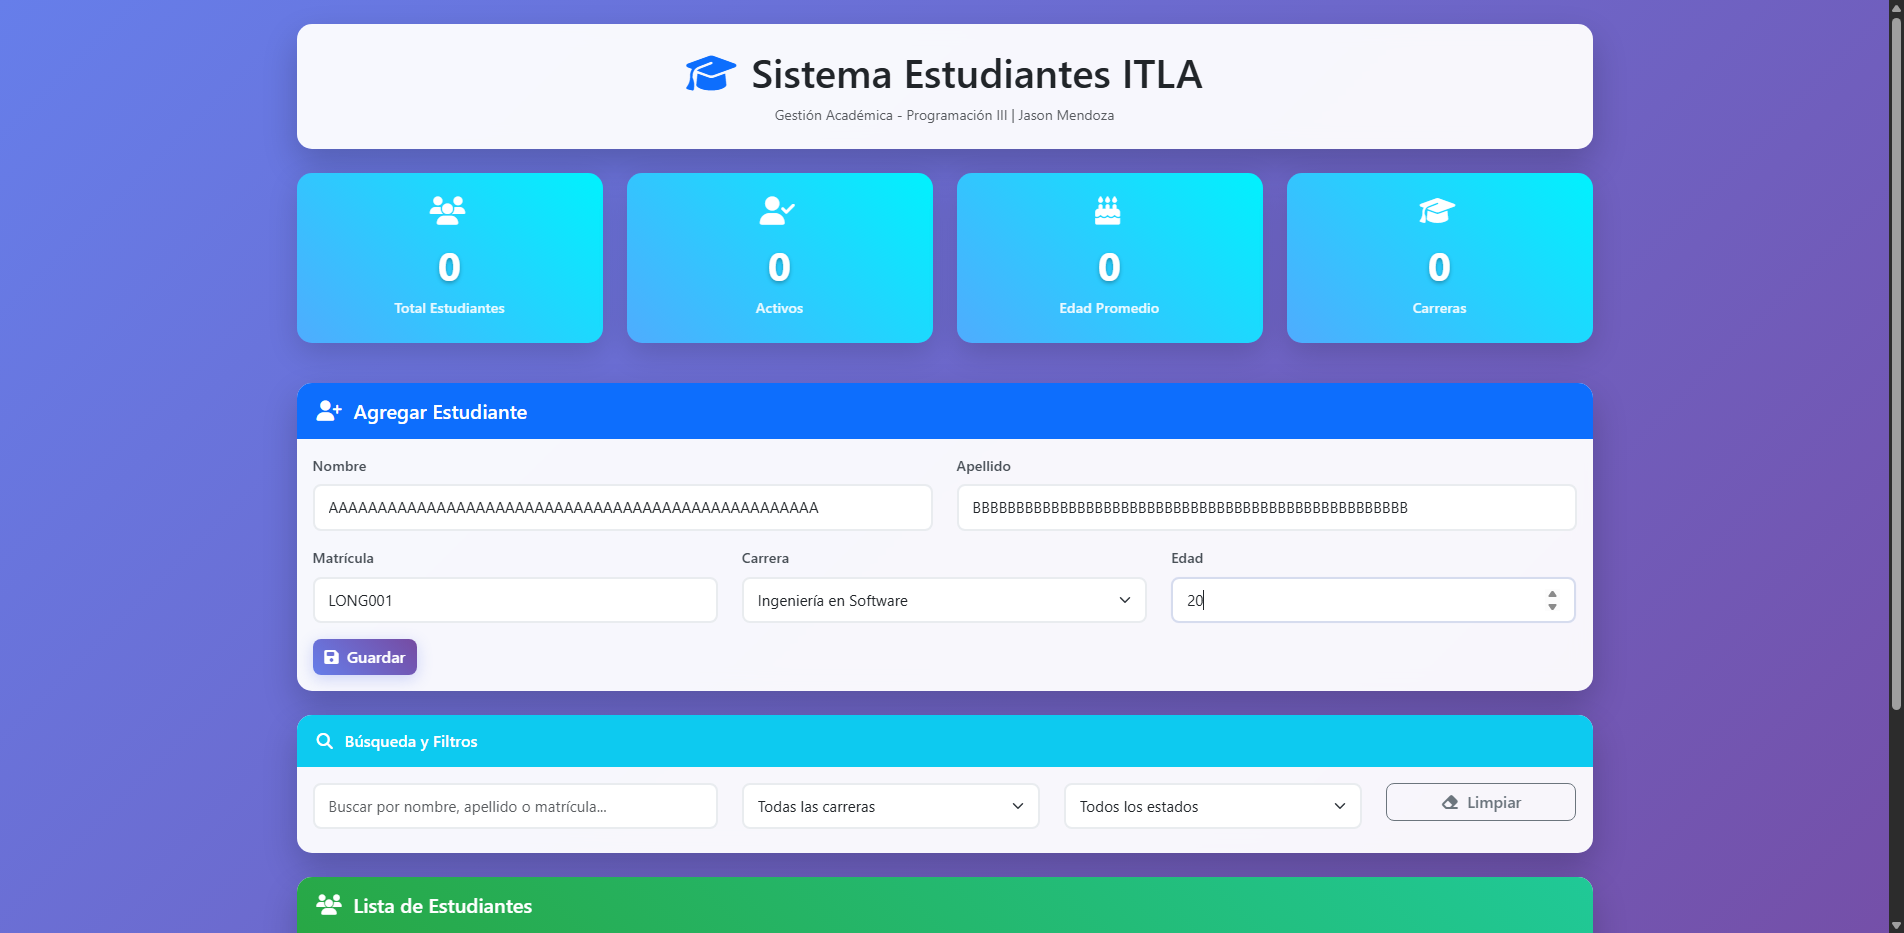 Sistema Estudiantes ITLA
Gestión Académica - Programación III | Jason Mendoza
0
Total Estudiantes
0
Activos
0
Edad Promedio
0
Carreras
Agregar Estudiante
Nombre
Apellido
AAAAAAAAAAAAAAAAAAAAAAAAAAAAAAAAAAAAAAAAAAAAAAAAAA
BBBBBBBBBBBBBBBBBBBBBBBBBBBBBBBBBBBBBBBBBBBBBBBBBB
Matrícula
Carrera
Edad
LONG001
Ingeniería en Software
20
Guardar
Búsqueda y Filtros
Buscar por nombre, apellido o matrícula...
Todas las carreras
Todos los estados
Limpiar
Lista de Estudiantes